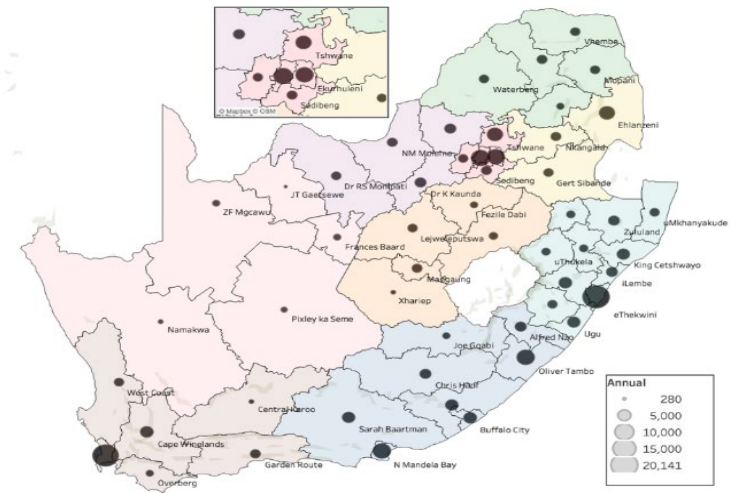 Tshwane
Ekurhuleni
Sedibeng
© Mapbox © OSM
Vhembe
Mopani
Waterberg
Ehlanzeni
Tshwane
Nkangala
NM Molema
Sedibeng
Gert Sibande
Dr RS Mompati
JT Gaetsewe
Dr K Kaunda
ZF Mgcawu
Fezile Dabi
uMkhanyakude
Zululand
Frances Baard
Lejweleputswa
uThukela
King Cetshwayo
Mangaung
iLembe
Xhariep
eThekwini
Pixley ka Seme
Namakwa
Ugu
Alfred Nzo
Joe Gqabi
Oliver Tambo
Chris Hani
West Coast
Central Karoo
Sarah Baartman
Buffalo City
Cape Winelands
Garden Route
N Mandela Bay
Overberg
Annual
280
5,000
10,000
15,000
20,141